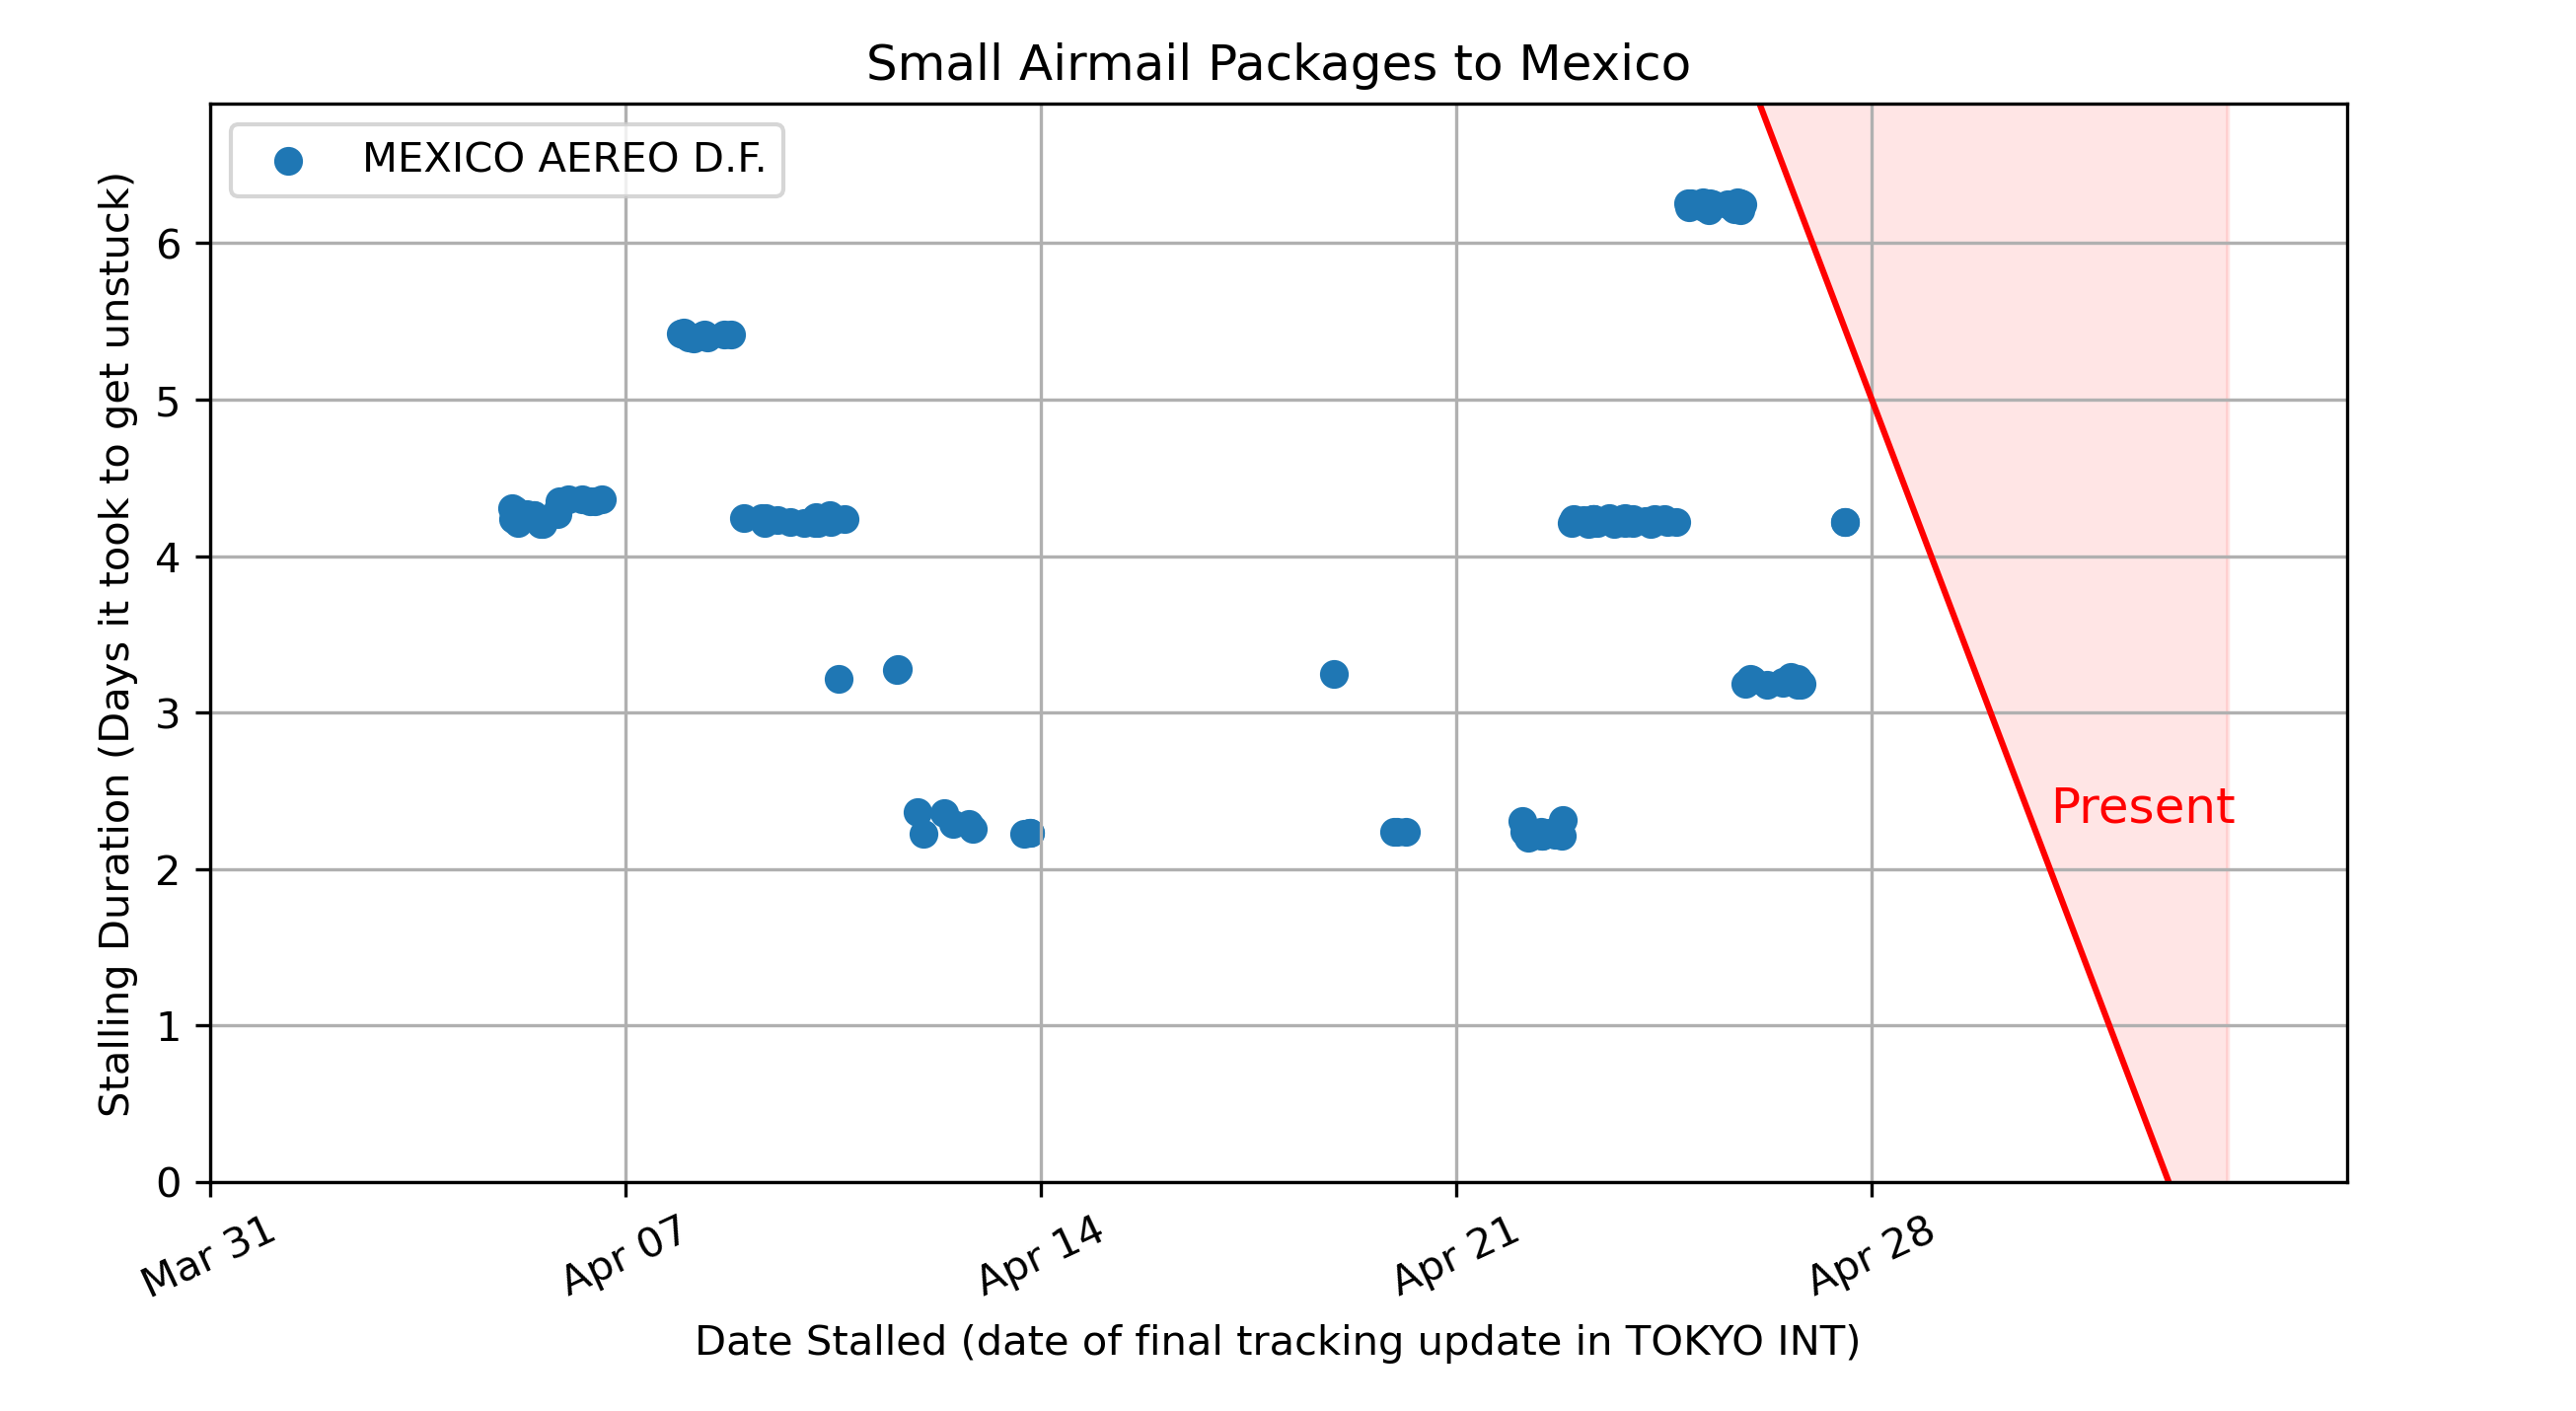 Small Airmail Packages to Mexico
MEXICO AEREO D.F.
Stalling Duration (Days it took to get unstuck)
6
5
4
3
2
1
0
Present
Mar 31
Apr 07
Apr 14
Apr 21
Apr 28
Date Stalled (date of final tracking update in TOKYO INT)